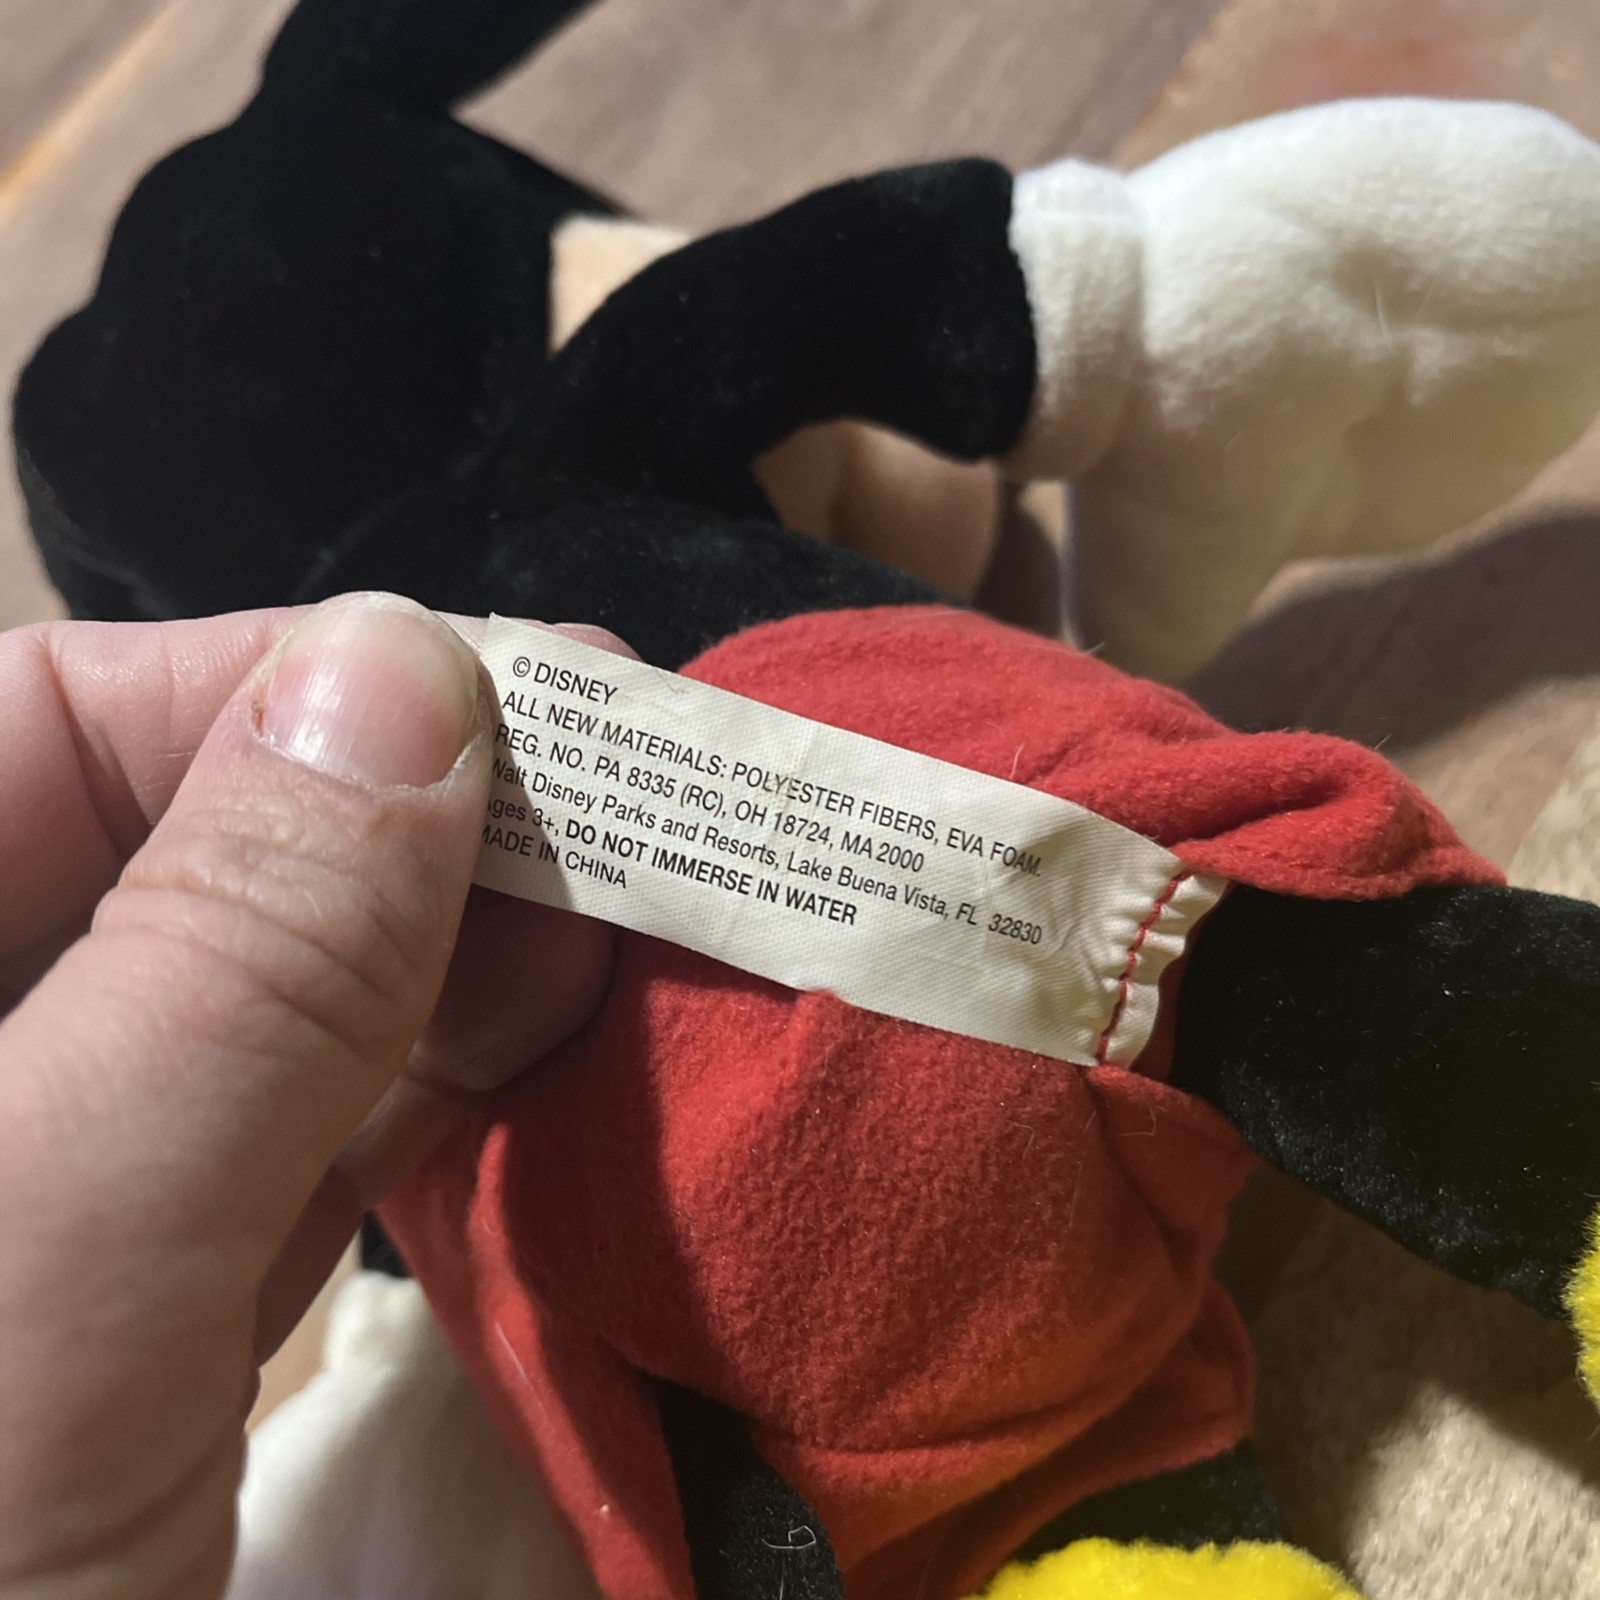 © DISNEY
ALL NEW MATERIALS: POLYESTER FIBERS, EVA FOAM.
REG. NO. PA 8335 (RC), OH 18724, MA 2000
Walt Disney Parks and Resorts, Lake Buena Vista, FL 32830
Ages 3+, DO NOT IMMERSE IN WATER
MADE IN CHINA